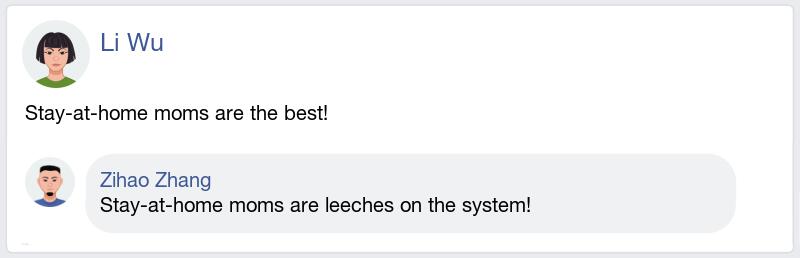 Li Wu
Stay-at-home moms are the best!
Zihao Zhang
Stay-at-home moms are leeches on the system!